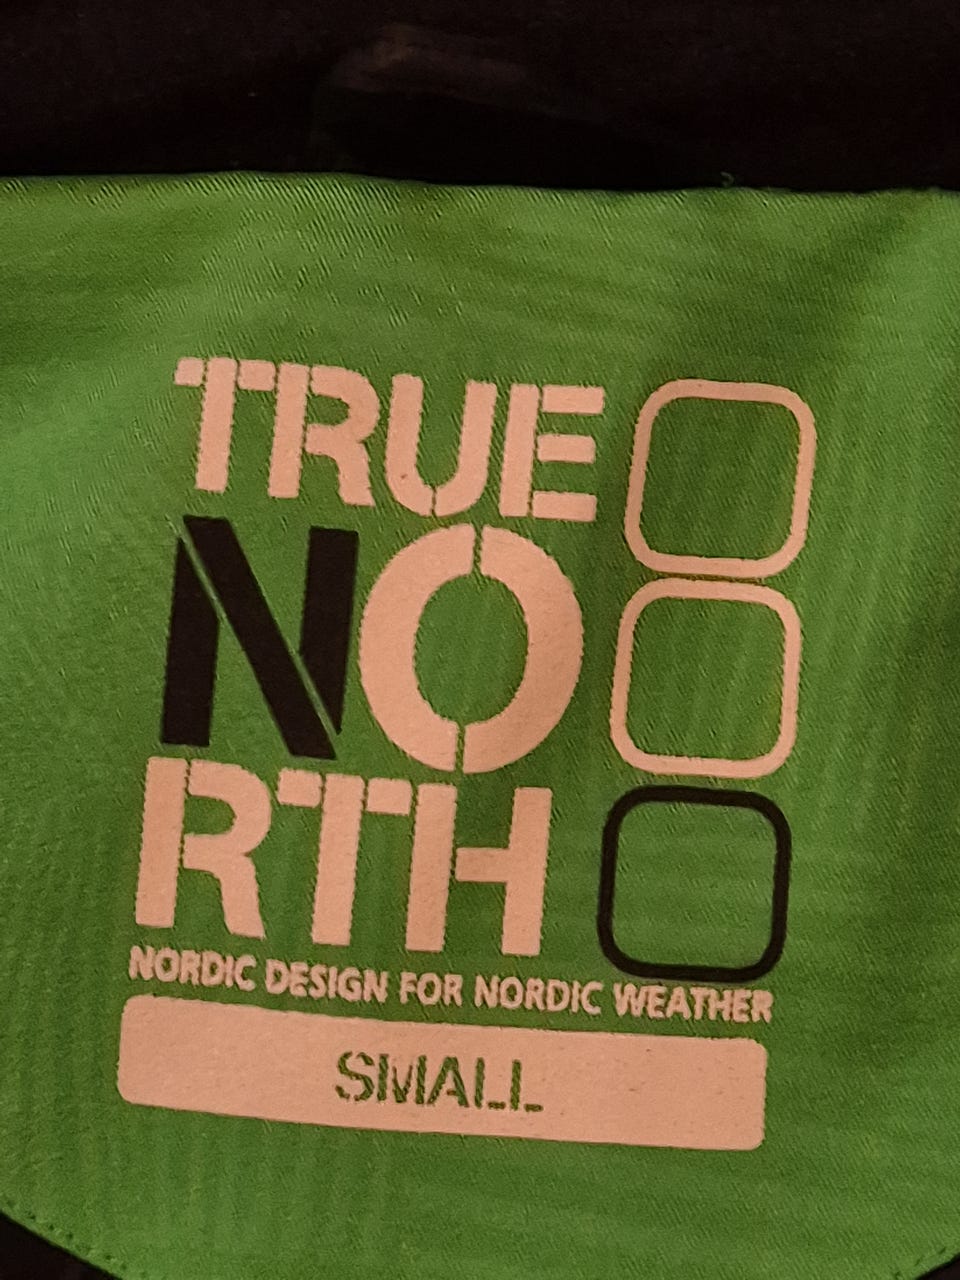 TRUE
NO
RTH
NORDIC DESIGN FOR NORDIC WEATHER
SMALL